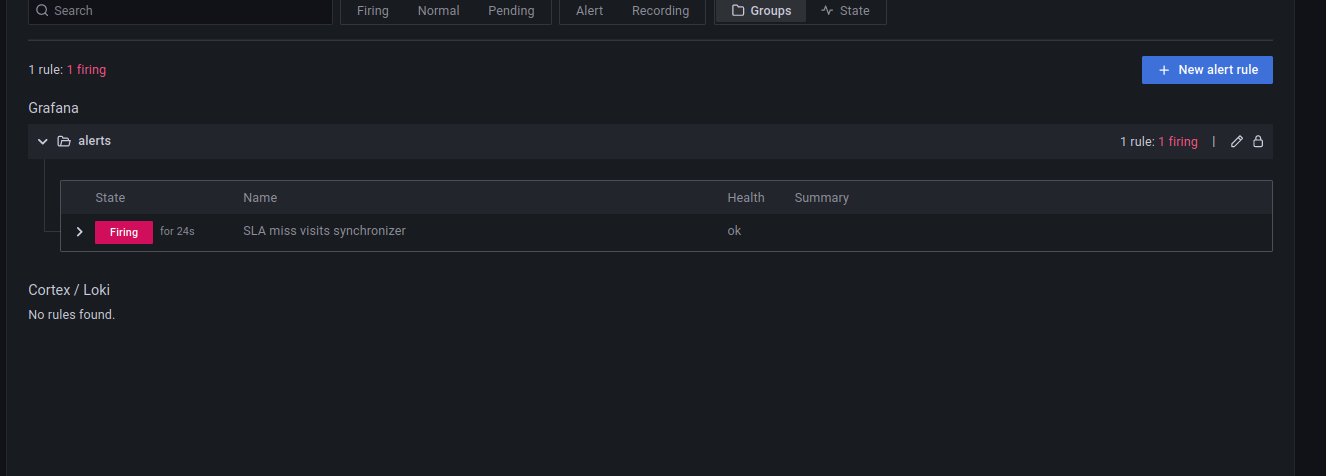 Search Firing Normal Pending Alert Recording Groups State
1 rule: 1 firing + New alert rule
Grafana
alerts 1 rule: 1 firing |
State Name Health Summary
Firing for 24s SLA miss visits synchronizer ok
Cortex / Loki
No rules found.